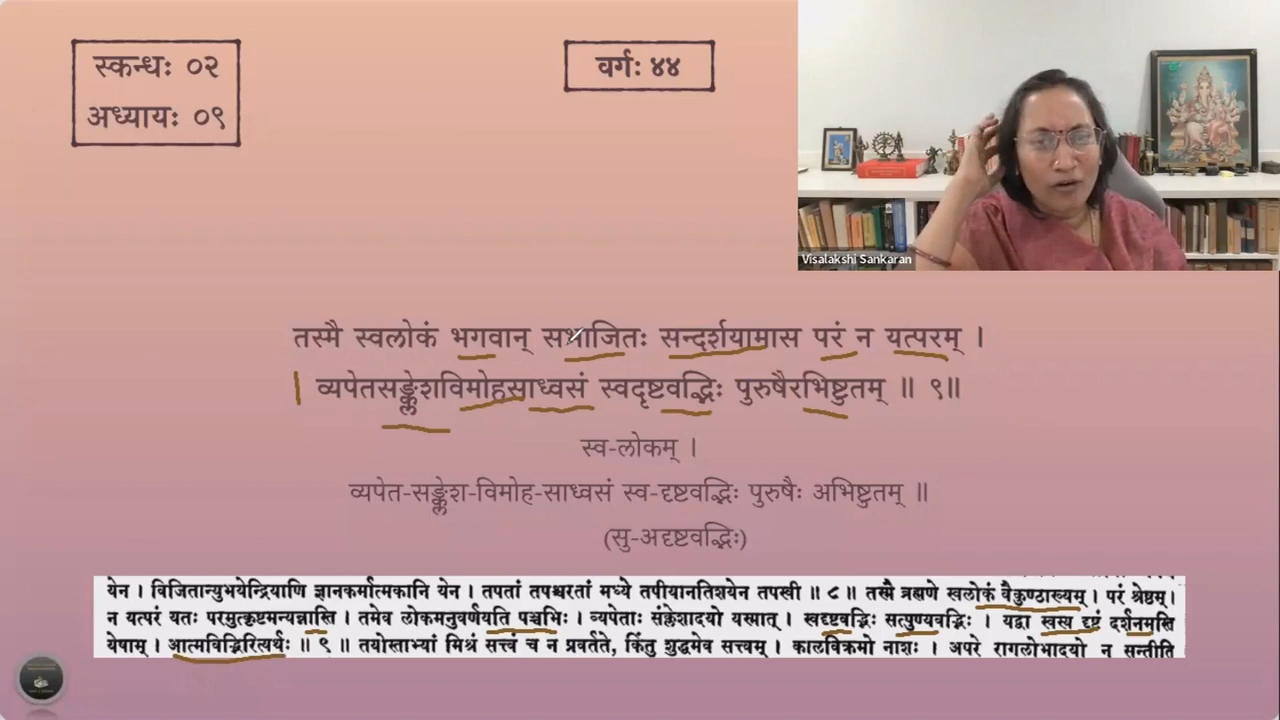 स्कन्धः ०२
अध्यायः ०९
वर्गः ४४
Visalakshi Sankaran
तस्मै स्वलोकं भगवान् सभाजितः सन्दर्शयामास परं न यत्परम् ।
व्यपेतसङ्क्लेशविमोहसाध्वसं स्वदृष्टवद्भिः पुरुषैरभिष्टुतम् ॥ ९॥
स्व-लोकम् ।
व्यपेत-सङ्क्लेश-विमोह-साध्वसं स्व-दृष्टवद्भिः पुरुषैः अभिष्टुतम् ॥
(सु-अदृष्टवद्भिः)
येन । विजितान्युभयेन्द्रियाणि ज्ञानकर्मात्मकानि येन । तपतां तपश्चरतां मध्ये तपीयानतिशयेन तपस्वी ॥ ८ ॥ तस्मै ब्रह्मणे स्वलोकं वैकुण्ठाख्यम् । परं श्रेष्ठम् ।
न यत्परं यतः परमुत्कृष्टमन्यन्नास्ति । तमेव लोकमनुवर्णयति पञ्चभिः । व्यपेताः संक्लेशादयो यस्मात् । स्वदृष्टवद्भिः सत्पुण्यवद्भिः । यद्वा स्वस्य दृष्टं दर्शनमस्ति
येषाम् । आत्मविद्भिरित्यर्थः ॥ ९ ॥ तयोस्ताभ्यां मिश्रं सत्त्वं च न प्रवर्तते, किंतु शुद्धमेव सत्त्वम् । कालविक्रमो नाशः । अपरे रागलोभादयो न सन्तीति